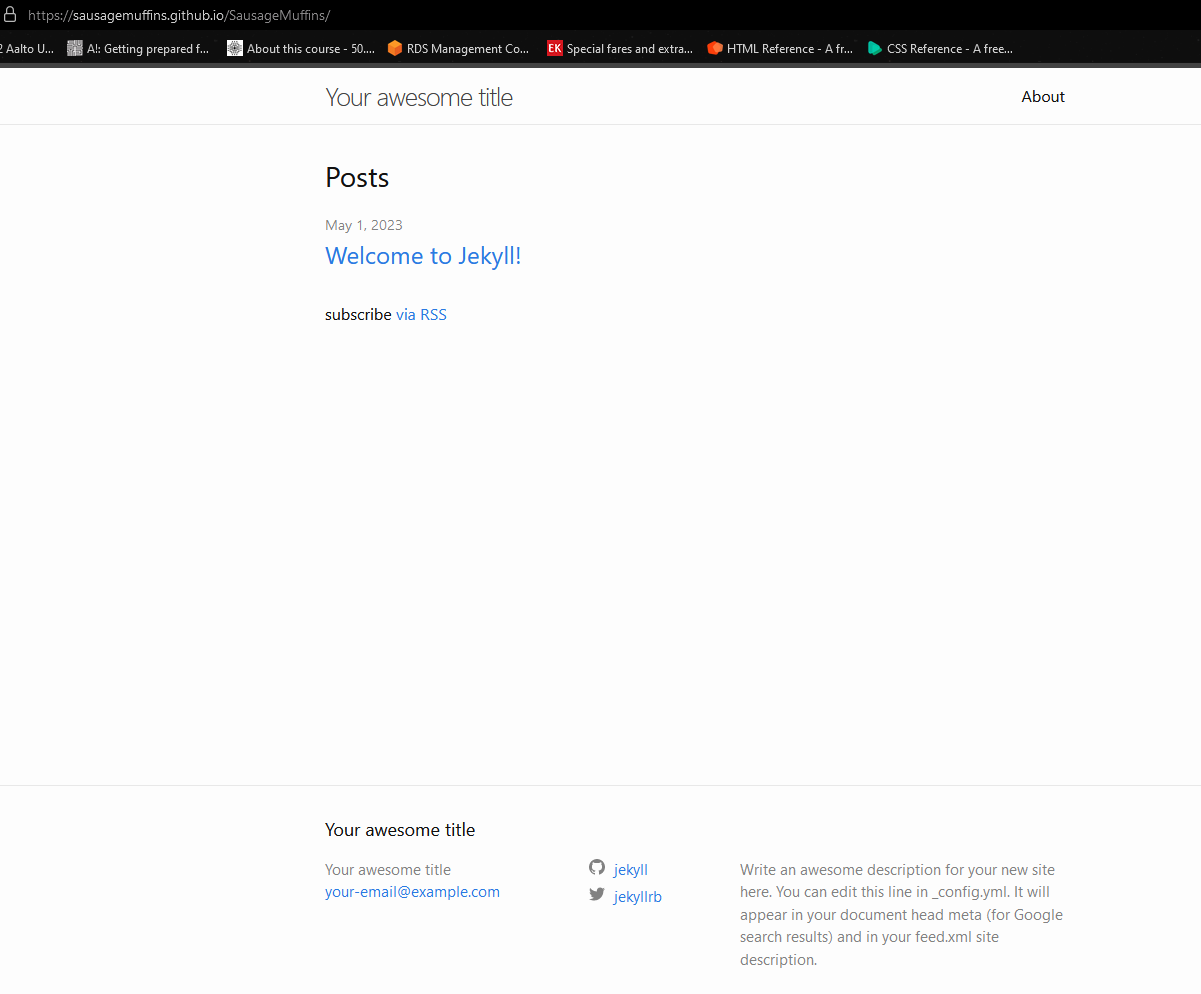 https://sausagemuffins.github.io/SausageMuffins/
2 Aalto U... A!: Getting prepared f... About this course - 50.... RDS Management Co... EK Special fares and extra... HTML Reference - A fr... CSS Reference - A free...
Your awesome title About
Posts
May 1, 2023
Welcome to Jekyll!
subscribe via RSS
Your awesome title
Your awesome title
your-email@example.com
jekyll
jekyllrb
Write an awesome description for your new site
here. You can edit this line in _config.yml. It will
appear in your document head meta (for Google
search results) and in your feed.xml site
description.